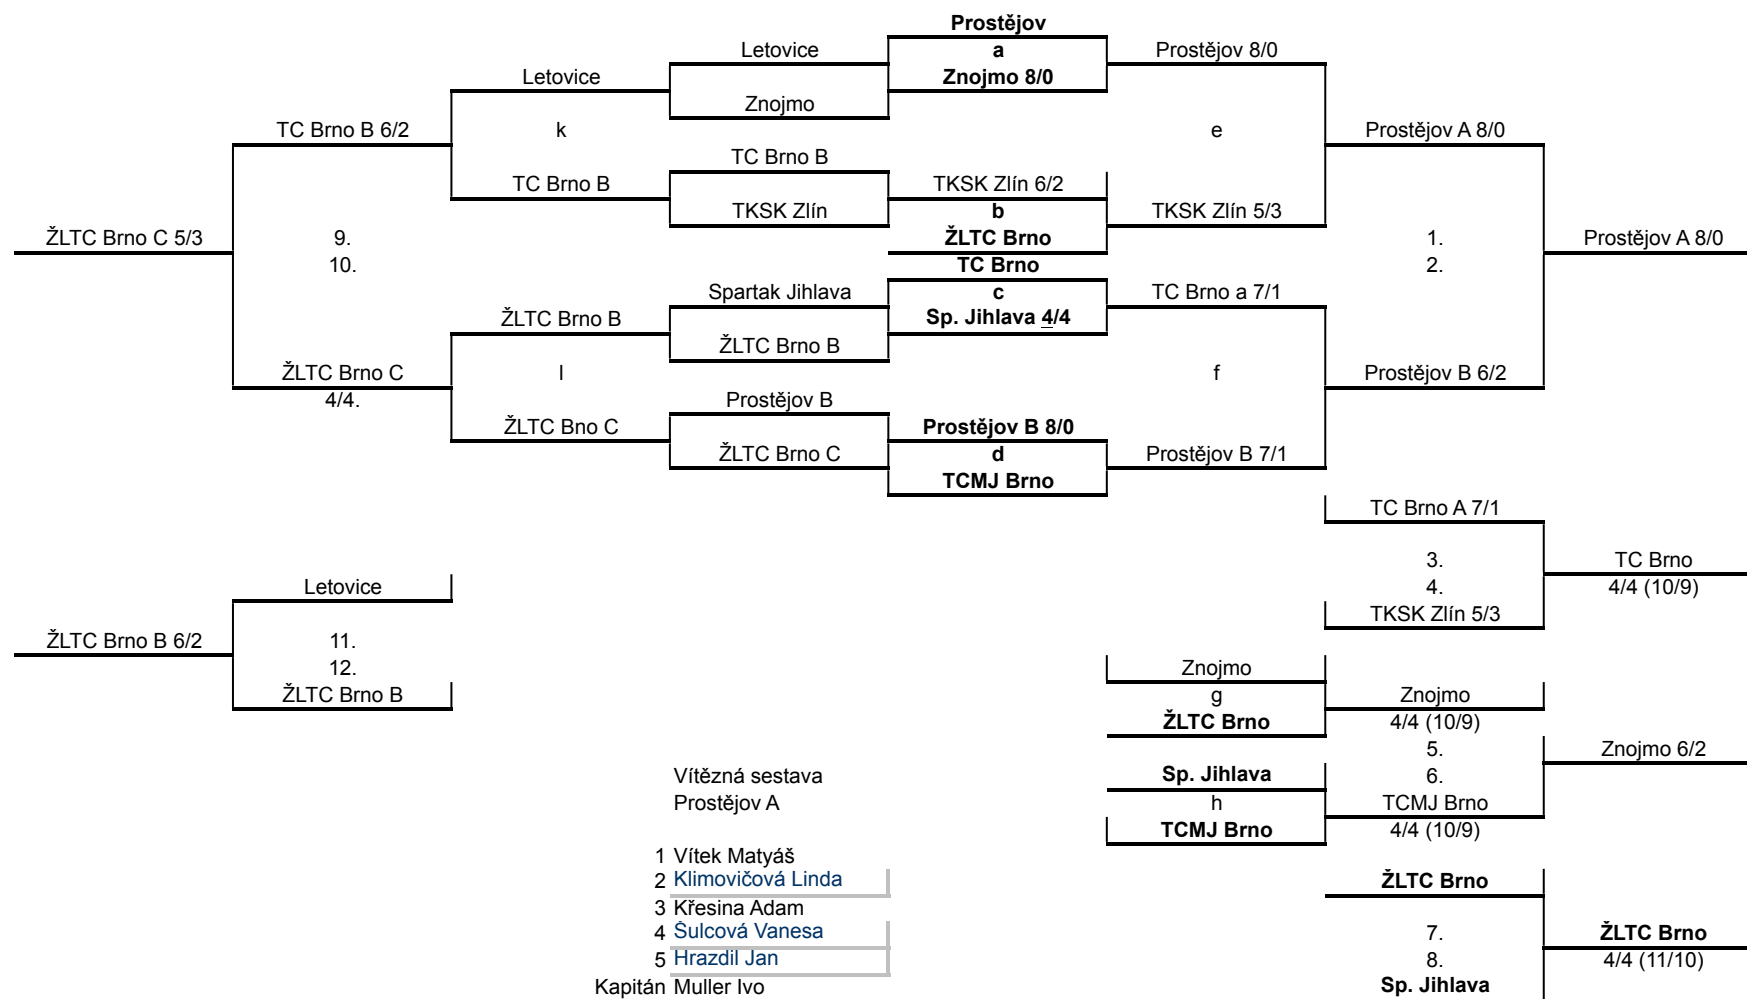 Prostějov
Letovice a Prostějov 8/0
Letovice Znojmo 8/0
Znojmo
TC Brno B 6/2 k e Prostějov A 8/0
TC Brno B
TC Brno B TKSK Zlín 6/2
TKSK Zlín b TKSK Zlín 5/3
ŽLTC Brno C 5/3 9. ŽLTC Brno 1. Prostějov A 8/0
10. TC Brno 2.
Spartak Jihlava c TC Brno a 7/1
ŽLTC Brno B Sp. Jihlava 4/4
ŽLTC Brno B
ŽLTC Brno C l f Prostějov B 6/2
4/4. Prostějov B
ŽLTC Bno C Prostějov B 8/0
ŽLTC Brno C d Prostějov B 7/1
TCMJ Brno
TC Brno A 7/1
3. TC Brno
Letovice 4. 4/4 (10/9)
TKSK Zlín 5/3
ŽLTC Brno B 6/2 11.
12. Znojmo
ŽLTC Brno B g Znojmo
ŽLTC Brno 4/4 (10/9)
5. Znojmo 6/2
Vítězná sestava Sp. Jihlava 6.
Prostějov A h TCMJ Brno
TCMJ Brno 4/4 (10/9)
1 Vítek Matyáš
2 Klimovičová Linda ŽLTC Brno
3 Křesina Adam
4 Šulcová Vanesa 7. ŽLTC Brno
5 Hrazdil Jan 8. 4/4 (11/10)
Kapitán Muller Ivo Sp. Jihlava